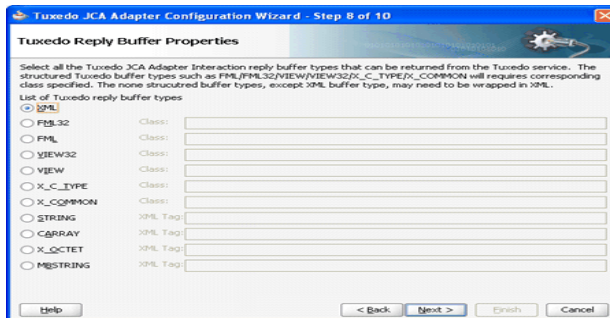 Tuxedo JCA Adapter Configuration Wizard - Step 8 of 10
Tuxedo Reply Buffer Properties
Select all the Tuxedo JCA Adapter Interaction reply buffer types that can be returned from the Tuxedo service. The
structured Tuxedo buffer types such as FML/FML32/VIEW/VIEW32/X_C_TYPE/X_COMMON will requires corresponding
class specified. The none strucutred buffer types, except XML buffer type, may need to be wrapped in XML.
List of Tuxedo reply buffer types
XML
FML32 Class:
FML Class:
VIEW32 Class:
VIEW Class:
X_C_TYPE Class:
X_COMMON Class:
STRING XML Tag:
CARRAY XML Tag:
X_OCTET XML Tag:
MBSTRING XML Tag:
Help < Back Next > Finish Cancel